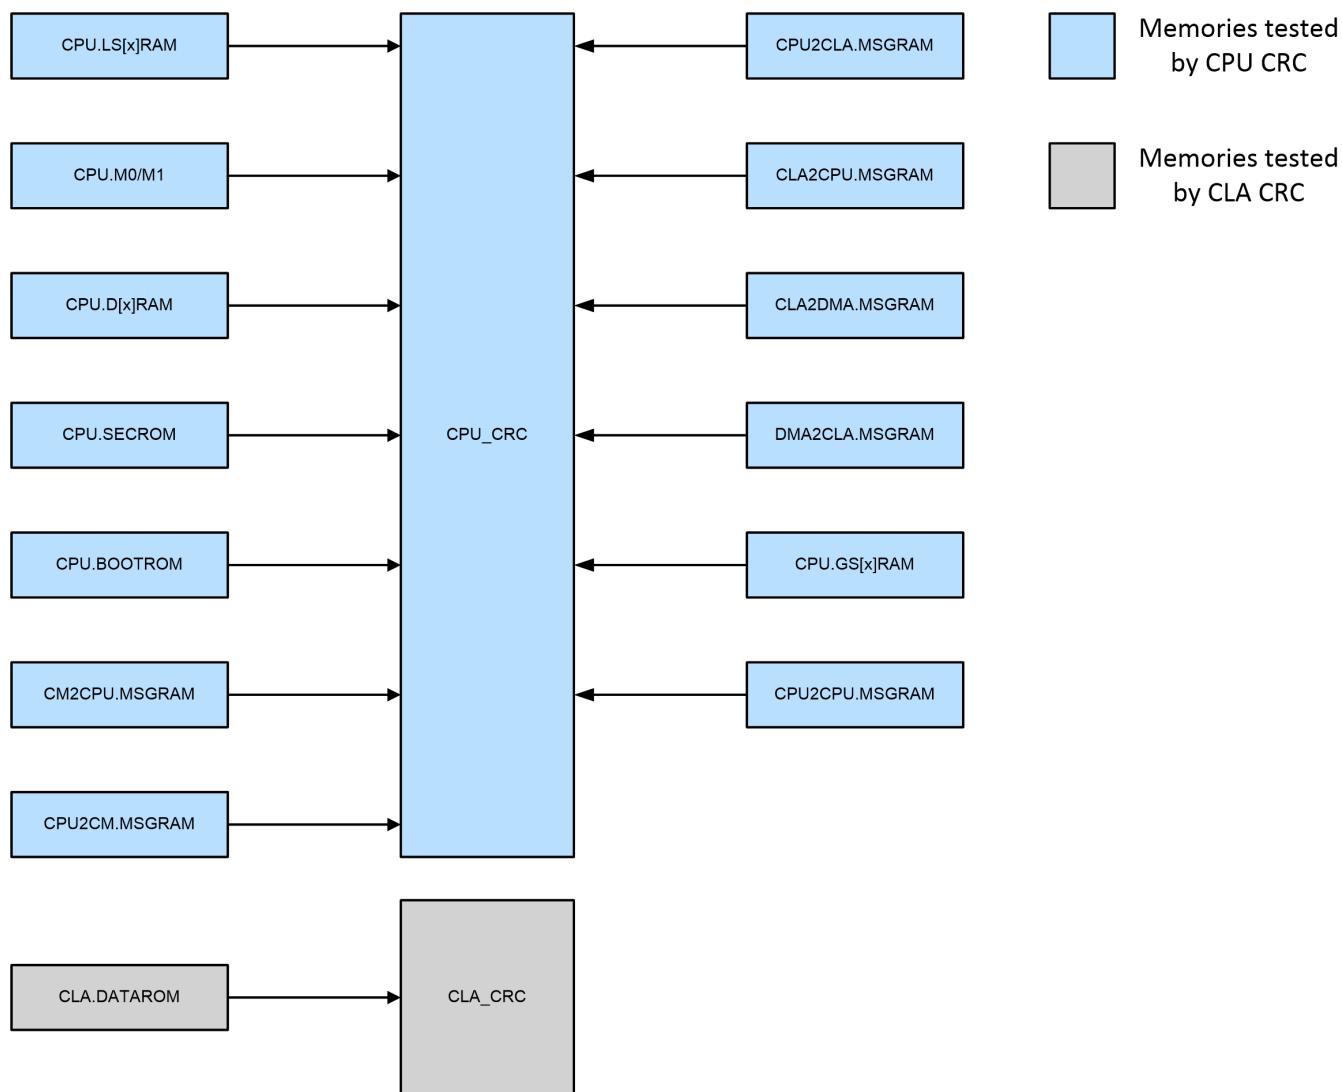 CPU.LS[x]RAM
CPU.M0/M1
CPU.D[x]RAM
CPU.SECROM
CPU.BOOTROM
CM2CPU.MSGRAM
CPU2CM.MSGRAM
CLA.DATAROM
CPU_CRC
CLA_CRC
CPU2CLA.MSGRAM
CLA2CPU.MSGRAM
CLA2DMA.MSGRAM
DMA2CLA.MSGRAM
CPU.GS[x]RAM
CPU2CPU.MSGRAM
Memories tested
by CPU CRC
Memories tested
by CLA CRC